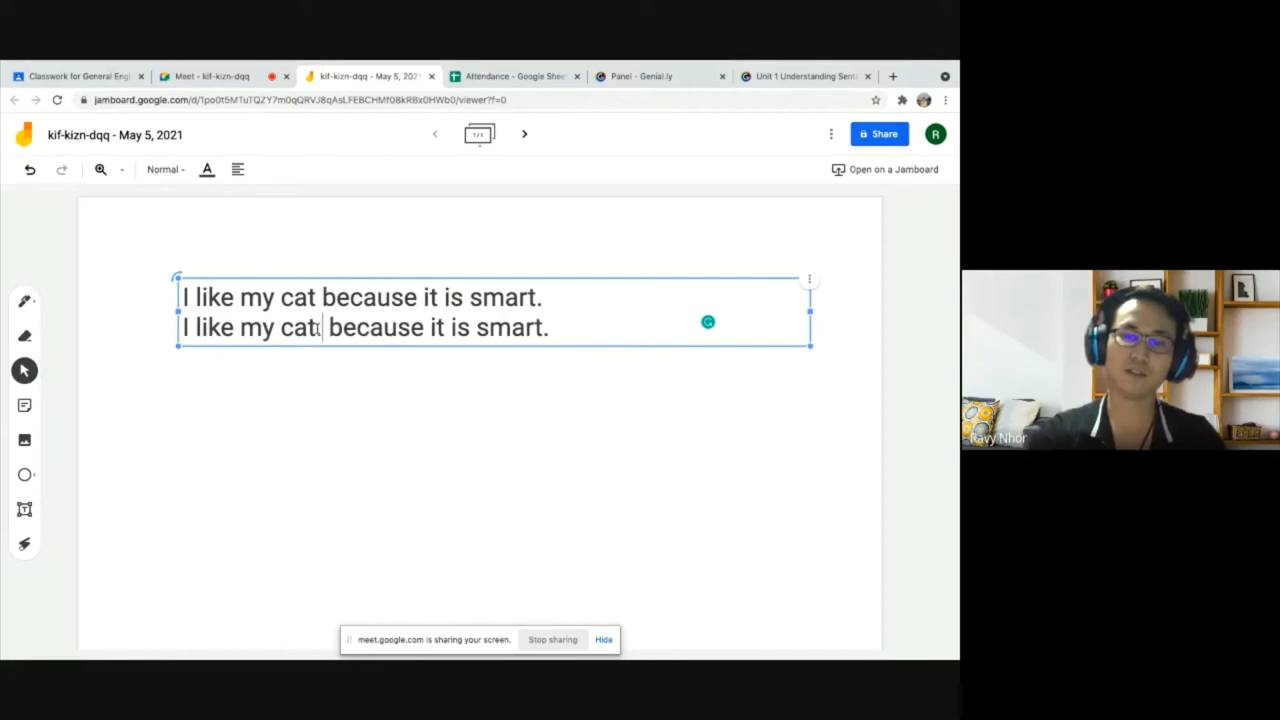 Classwork for General Engl
Meet - kif-kizn-dqq
kif-kizn-dqq - May 5, 2021
Attendance - Google Shee
Panel - Genial.ly
Unit 1 Understanding Sent
kif-kizn-dqq - May 5, 2021
1/1
Share
R
Normal
A
Open on a Jamboard
I like my cat because it is smart.
I like my cat, because it is smart.
Ravy Nhor
meet.google.com is sharing your screen.
Stop sharing
Hide